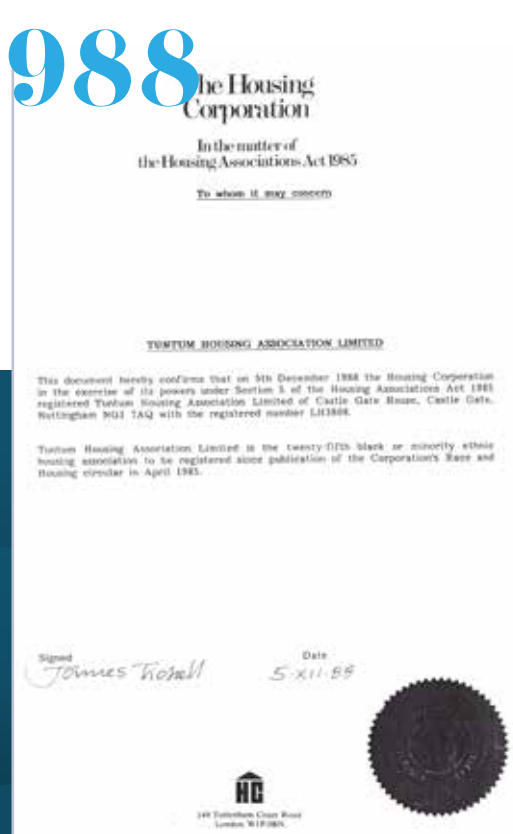 988
he Housing
Corporation
In the matter of
the Housing Associations Act 1985
To whom it may concern
TUNTUM HOUSING ASSOCIATION LIMITED
This document hereby confirms that on 5th December 1988 the Housing Corporation
in the exercise of its powers under Section 5 of the Housing Associations Act 1985
registered Tuntum Housing Association Limited of Castle Gate House, Castle Gate,
Nottingham NG1 7AQ with the registered number
Tuntum Housing Association Limited is the twenty-fifth black or minority ethnic
housing association to be registered since publication of the Corporation's Race and
Housing circular in April 1985.
Signed
Date
James
5·XII·88
HC
149 Tottenham Court Road
London